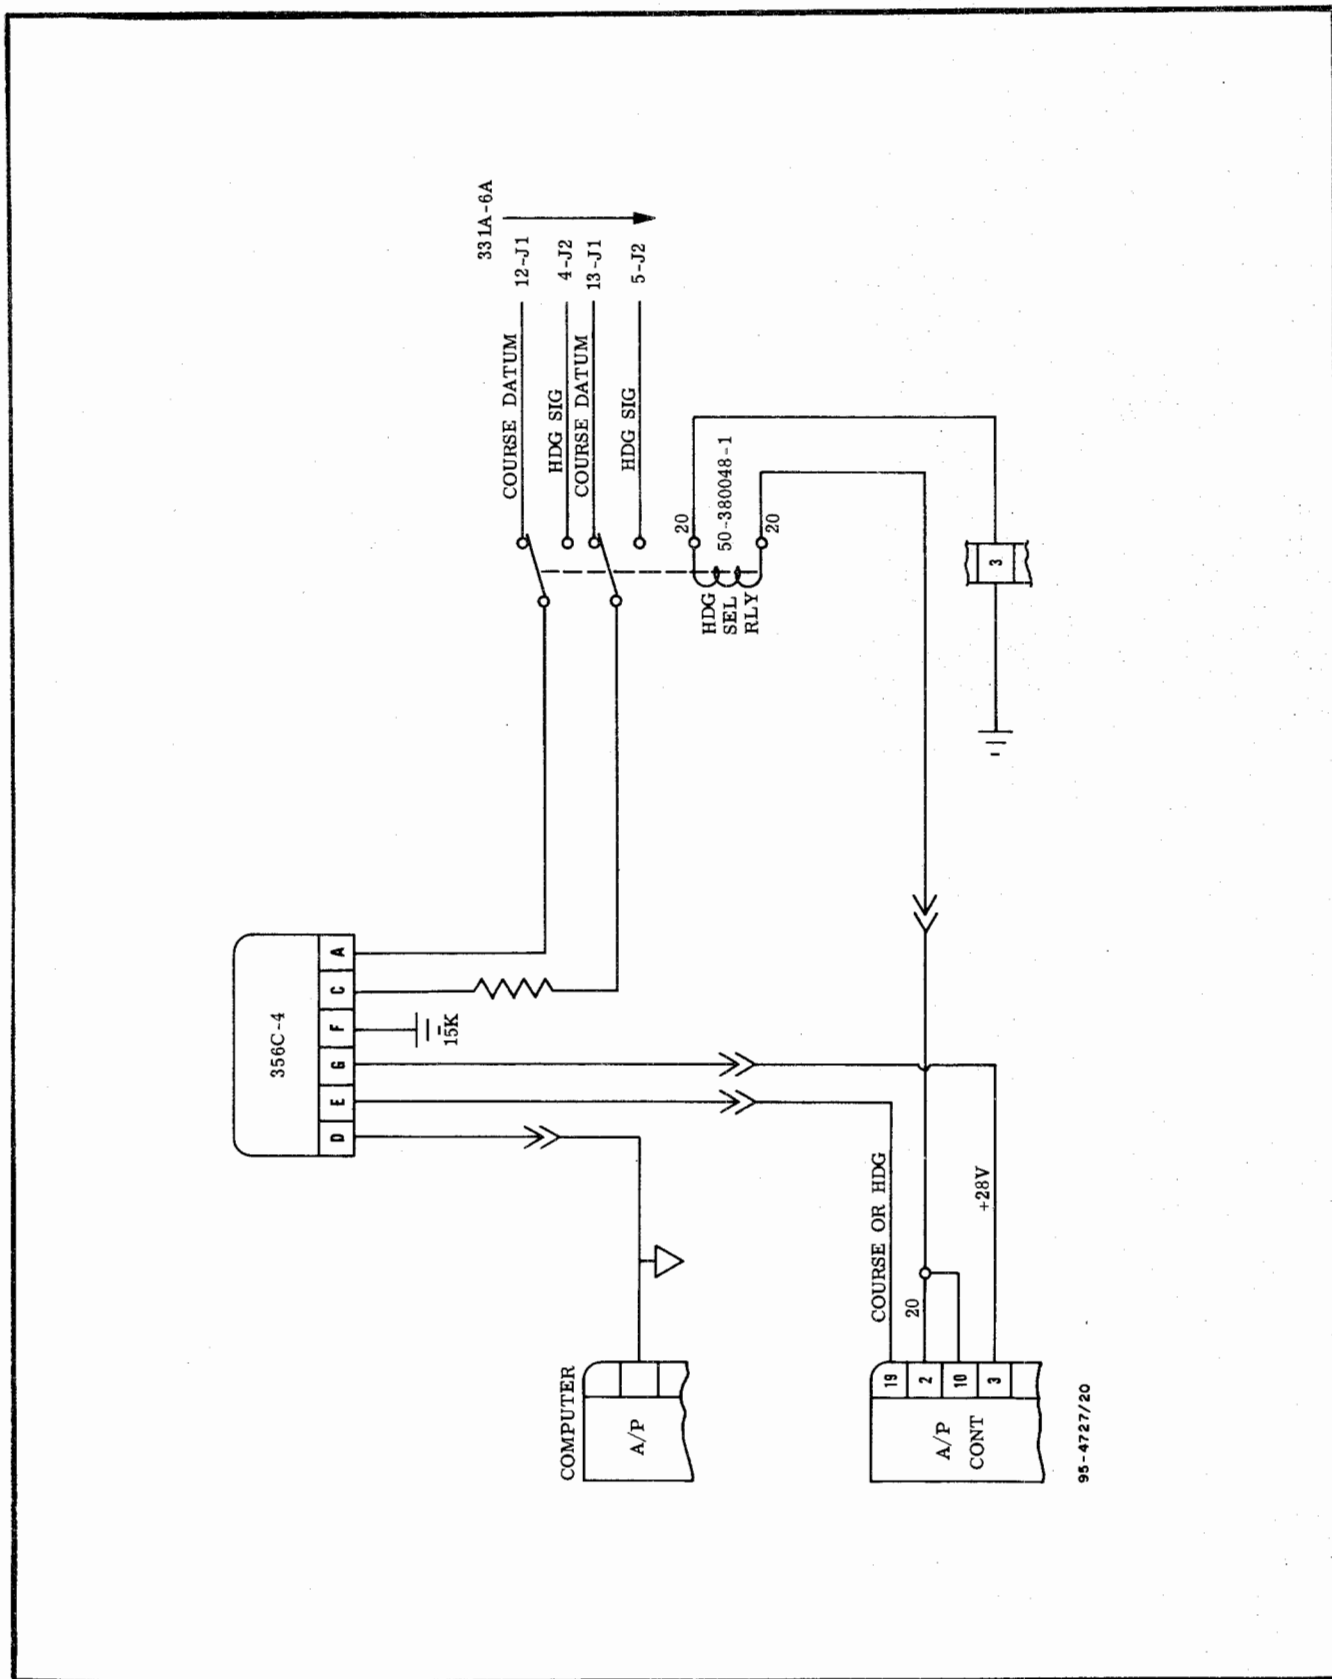 COMPUTER
A/P
A/P
CONT
19
2
10
3
COURSE OR HDG
20
+28V
356C-4
D
E
G
F
C
A
15K
HDG
SEL
RLY
20
50-380048-1
20
3
COURSE DATUM
HDG SIG
COURSE DATUM
HDG SIG
331A-6A
12-J1
4-J2
13-J1
5-J2
95-4727/20